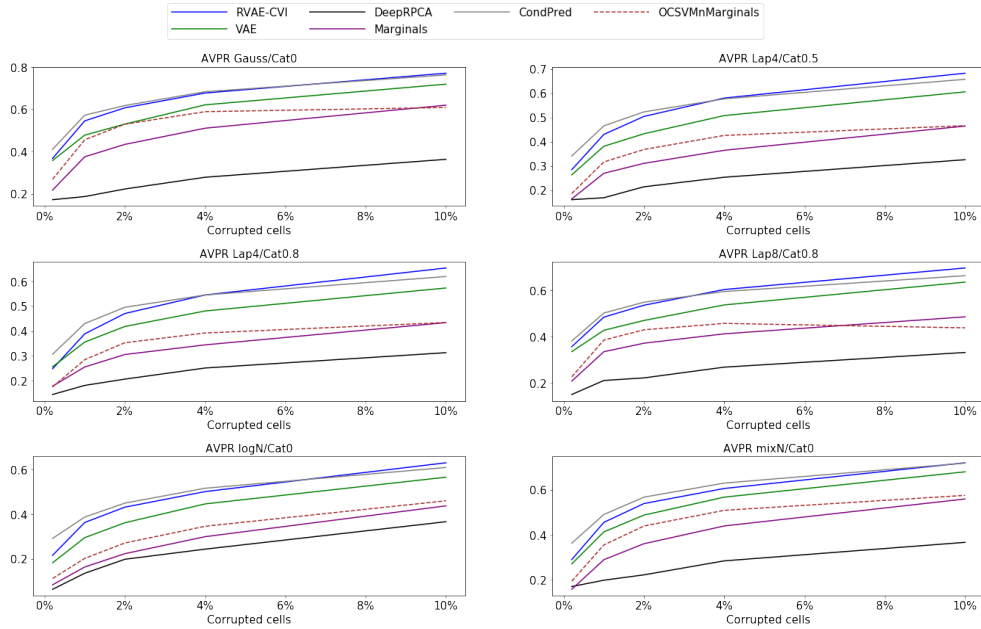 RVAE-CVI DeepRPCA CondPred OCSVMnMarginals
VAE Marginals
AVPR Gauss/Cat0
0.8
0.6
0.4
0.2
0% 2% 4% 6% 8% 10%
Corrupted cells
AVPR Lap4/Cat0.5
0.7
0.6
0.5
0.4
0.3
0.2
0% 2% 4% 6% 8% 10%
Corrupted cells
AVPR Lap4/Cat0.8
0.6
0.5
0.4
0.3
0.2
0% 2% 4% 6% 8% 10%
Corrupted cells
AVPR Lap8/Cat0.8
0.6
0.4
0.2
0% 2% 4% 6% 8% 10%
Corrupted cells
AVPR logN/Cat0
0.6
0.4
0.2
0% 2% 4% 6% 8% 10%
Corrupted cells
AVPR mixN/Cat0
0.6
0.4
0.2
0% 2% 4% 6% 8% 10%
Corrupted cells